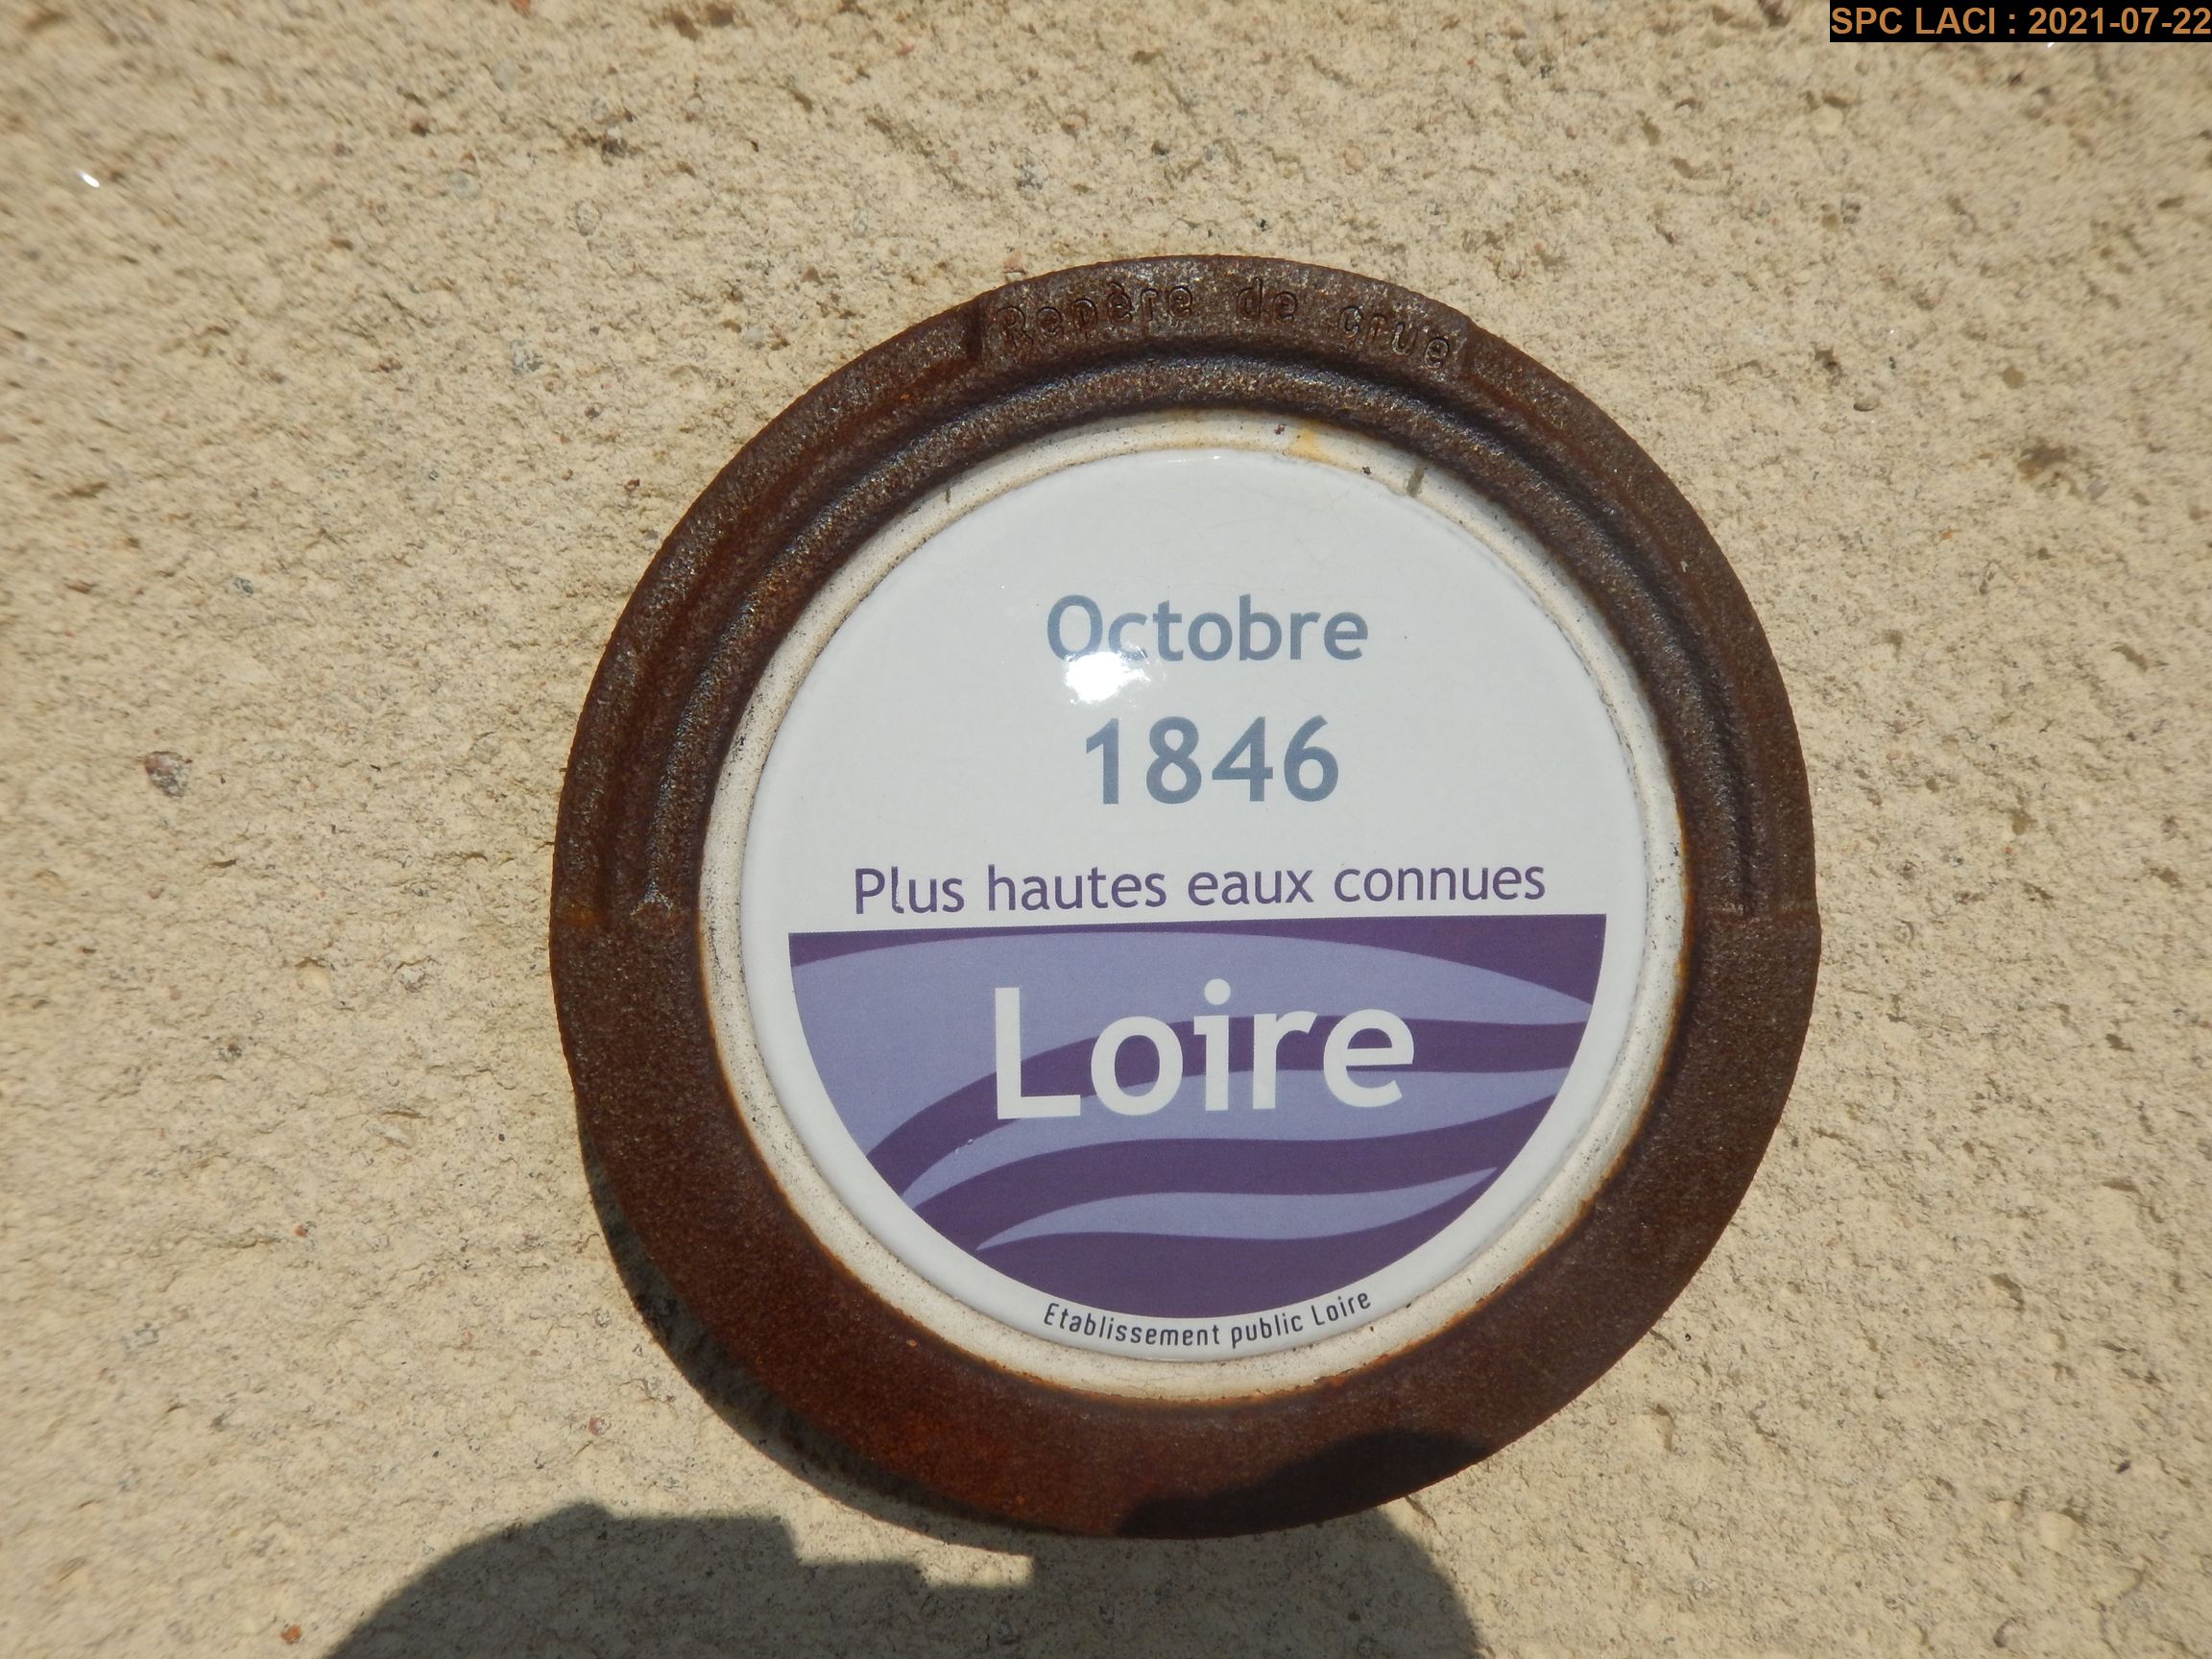 SPC LACI : 2021-07-22
Repère de crue
Octobre
1846
Plus hautes eaux connues
Loire
Etablissement public Loire